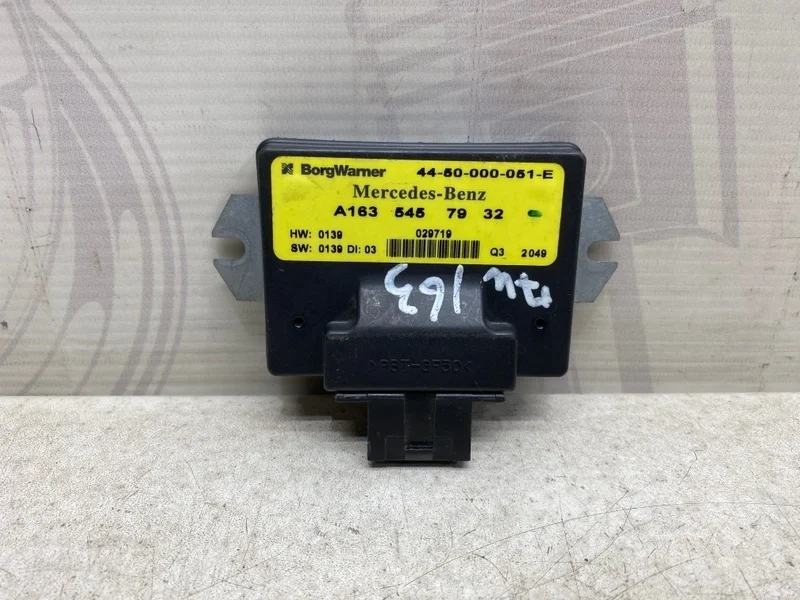 BorgWarner 44-50-000-051-E
Mercedes-Benz
A163 545 79 32
HW: 0139 029719
SW: 0139 DI: 03 Q3 2049
163